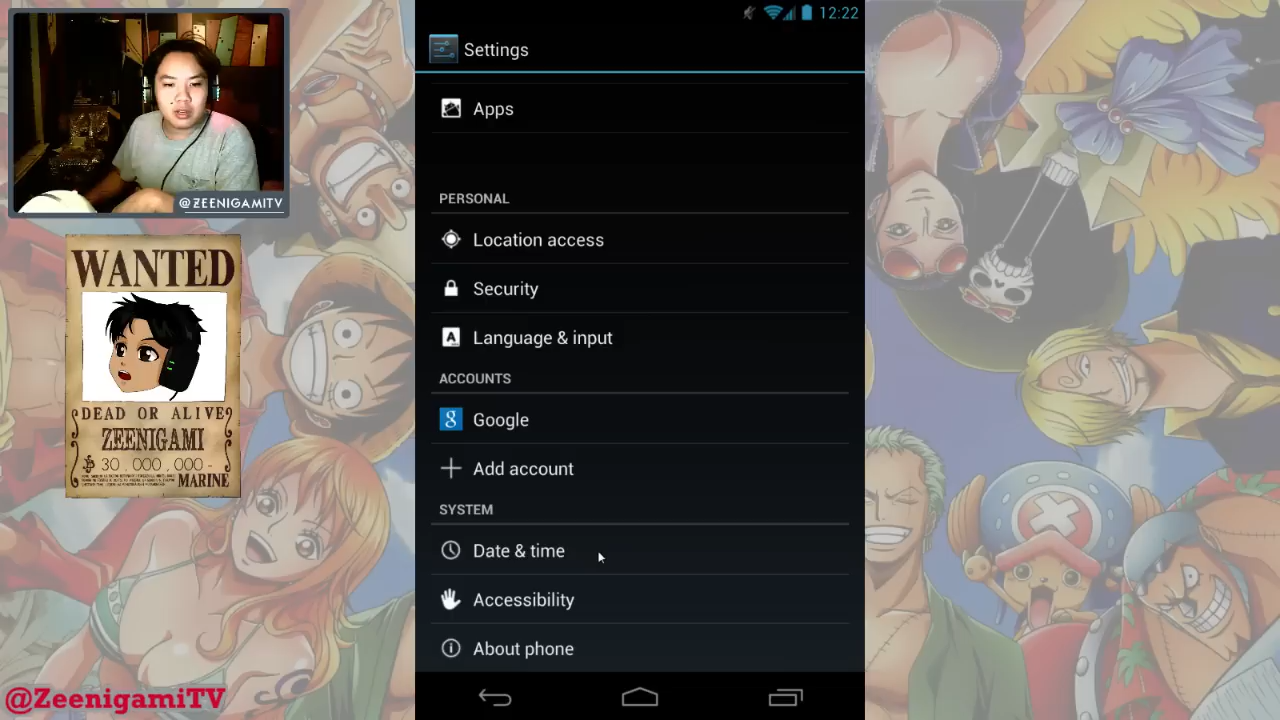 12:22
Settings
Apps
PERSONAL
Location access
Security
Language & input
ACCOUNTS
Google
Add account
SYSTEM
Date & time
Accessibility
About phone
@ZEENIGAMITV
WANTED
DEAD OR ALIVE
ZEENIGAMI
30,000,000-
MARINE
@ZeenigamiTV